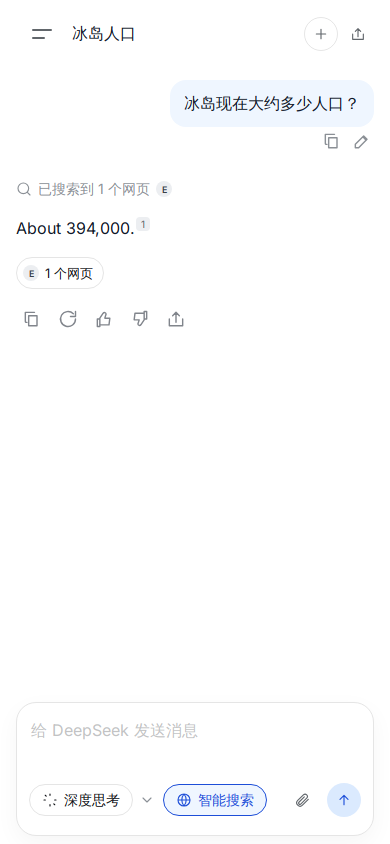 冰岛人口
冰岛现在大约多少人口？
已搜索到 1 个网页 E
About 394,000. 1
E 1 个网页
给 DeepSeek 发送消息
深度思考 智能搜索